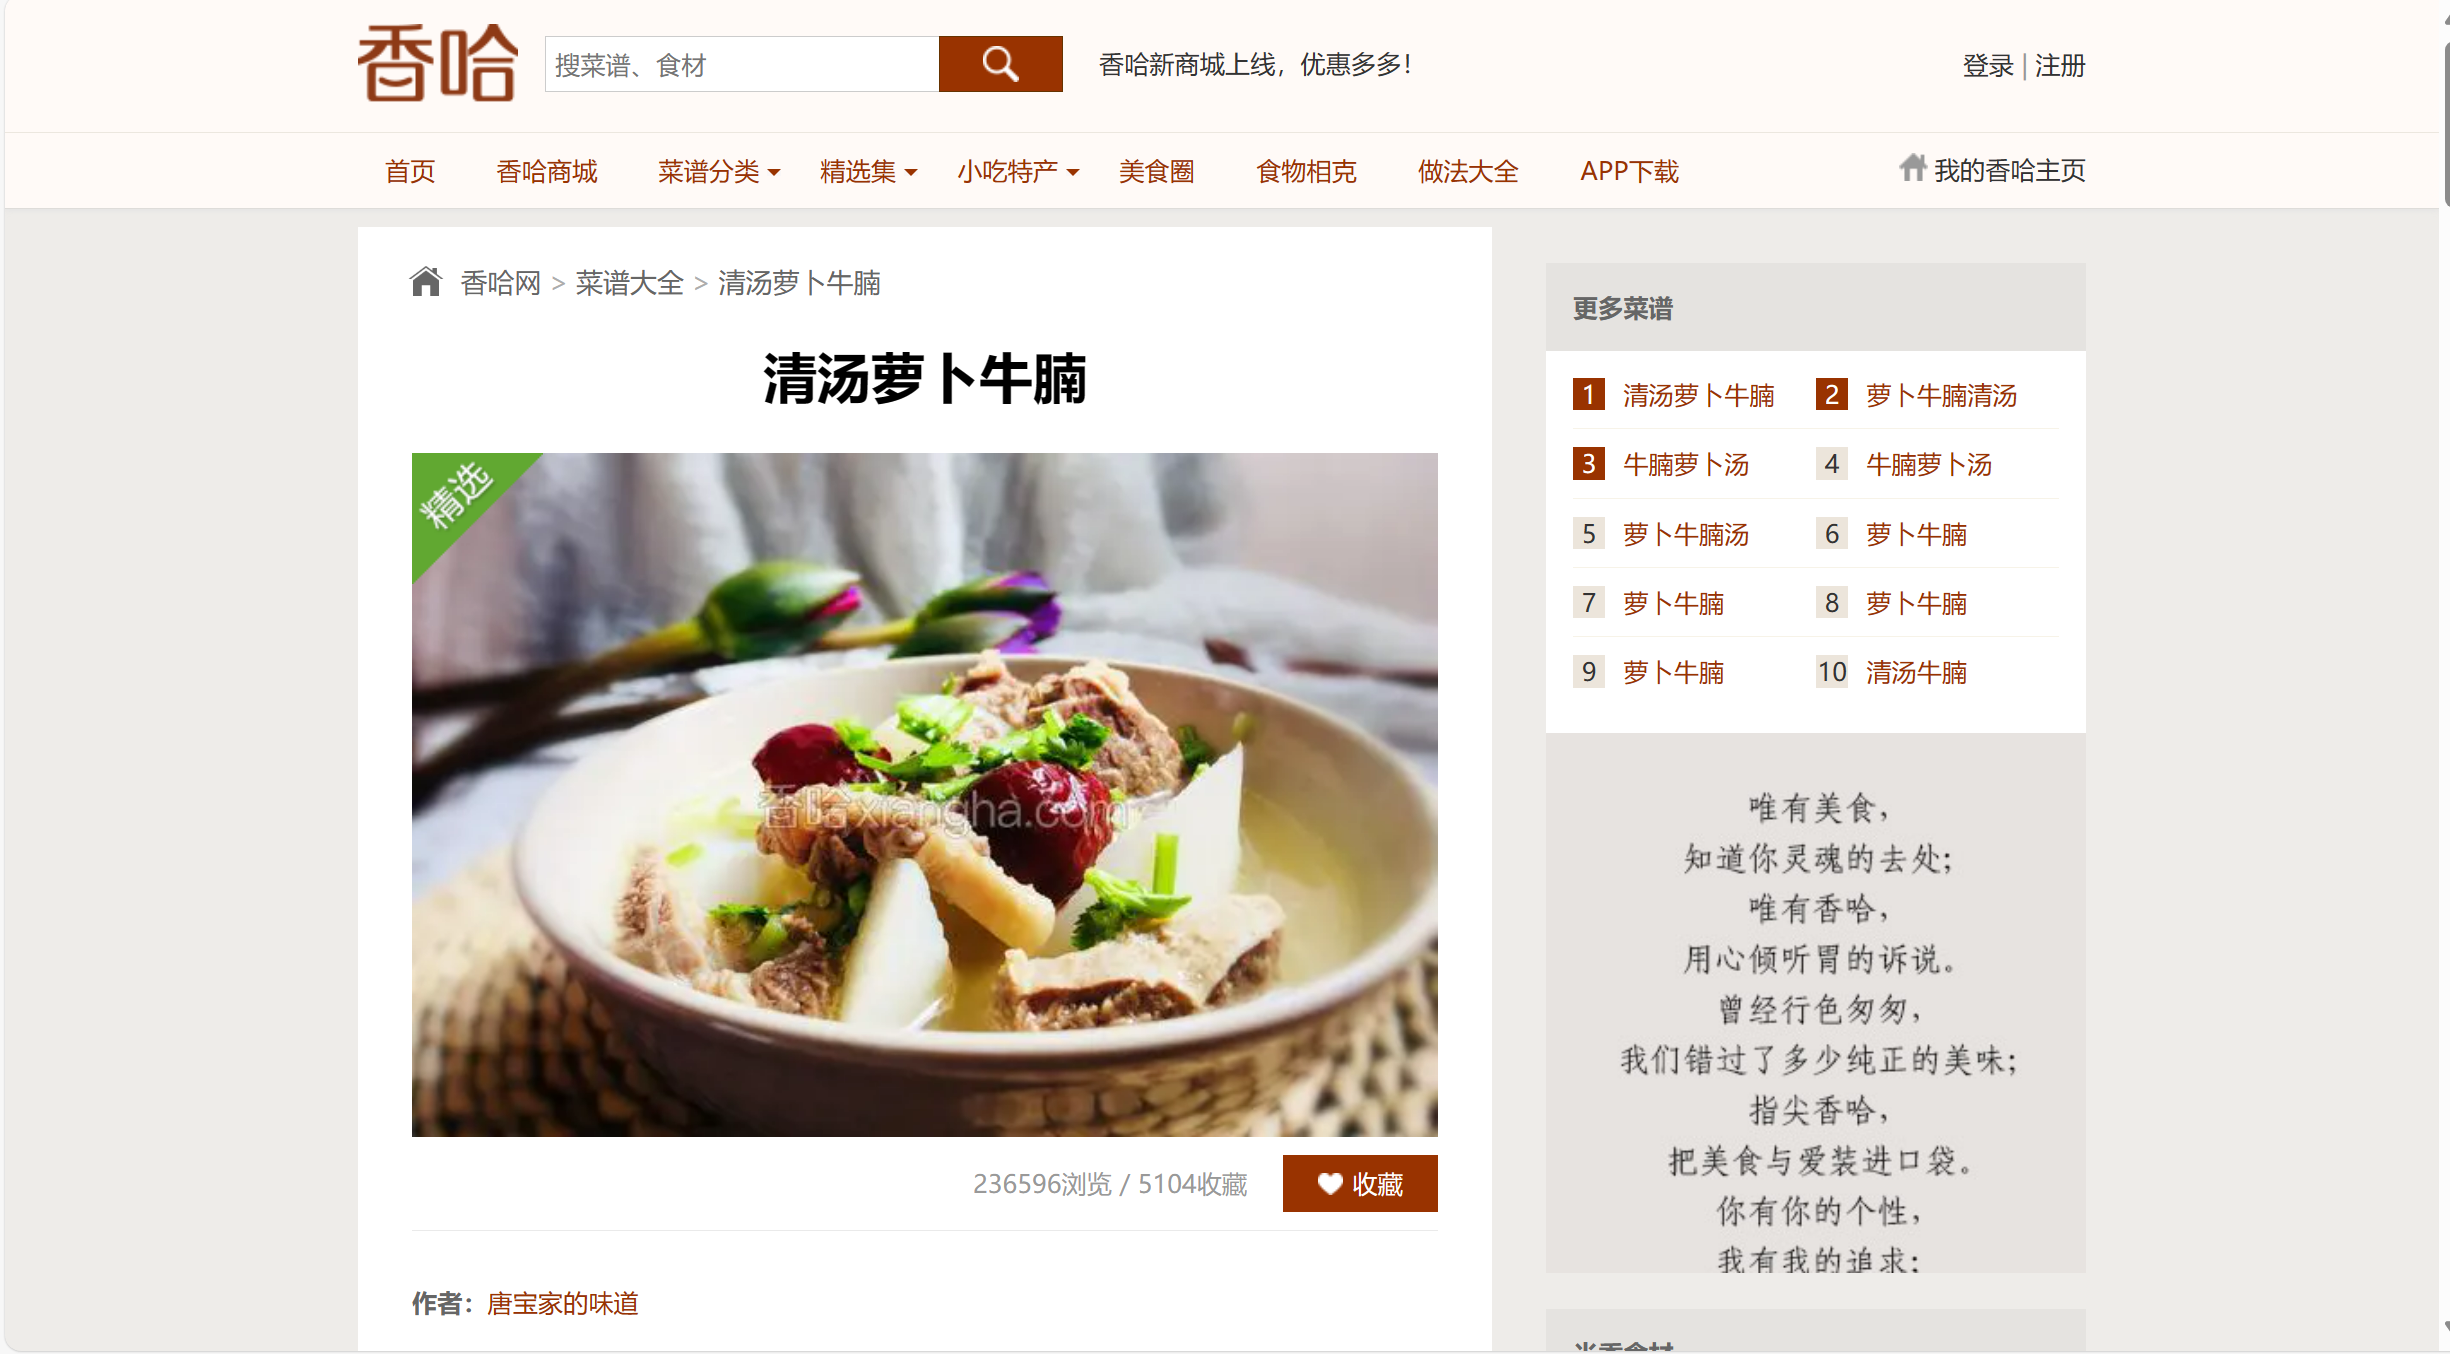 香哈
搜菜谱、食材
香哈新商城上线，优惠多多！
登录 | 注册
首页 香哈商城 菜谱分类 精选集 小吃特产 美食圈 食物相克 做法大全 APP下载 我的香哈主页
香哈网 > 菜谱大全 > 清汤萝卜牛腩
清汤萝卜牛腩
精选
香哈xiangha.com
236596浏览 / 5104收藏
收藏
作者：唐宝家的味道
更多菜谱
1 清汤萝卜牛腩 2 萝卜牛腩清汤
3 牛腩萝卜汤 4 牛腩萝卜汤
5 萝卜牛腩汤 6 萝卜牛腩
7 萝卜牛腩 8 萝卜牛腩
9 萝卜牛腩 10 清汤牛腩
唯有美食，
知道你灵魂的去处；
唯有香哈，
用心倾听胃的诉说。
曾经行色匆匆，
我们错过了多少纯正的美味；
指尖香哈，
把美食与爱装进口袋。
你有你的个性，
我有我的追求；